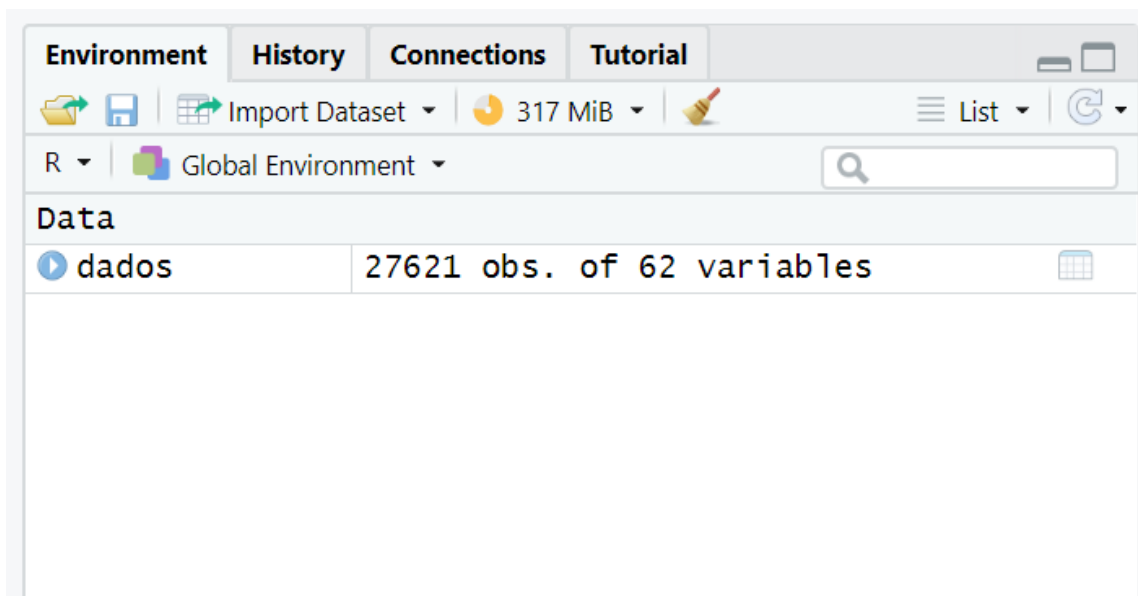 Environment History Connections Tutorial
Import Dataset 317 MiB List
R Global Environment
Data
dados 27621 obs. of 62 variables